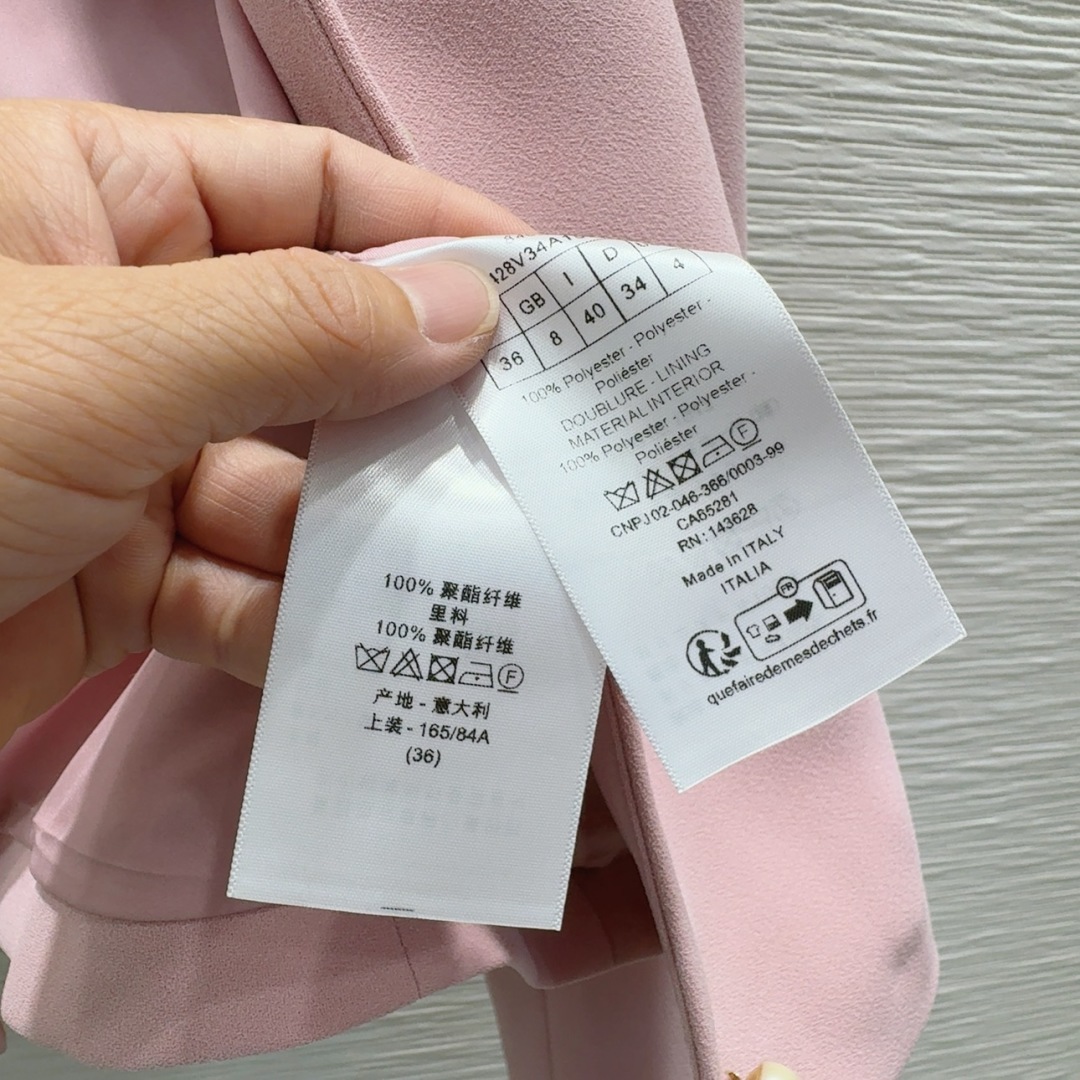 428V34A1
GB I D
36 8 40 34 4
100% Polyester - Polyester -
Poliéster
DOUBLURE - LINING
MATERIAL INTERIOR
100% Polyester - Polyester -
Poliéster
F
CNPJ 02-046-366/0003-99
CA65281
RN: 143628
Made in ITALY
ITALIA
FR
quefairedemesdechets.fr
100% 聚酯纤维
里料
100% 聚酯纤维
F
产地 - 意大利
上装 - 165/84A
(36)